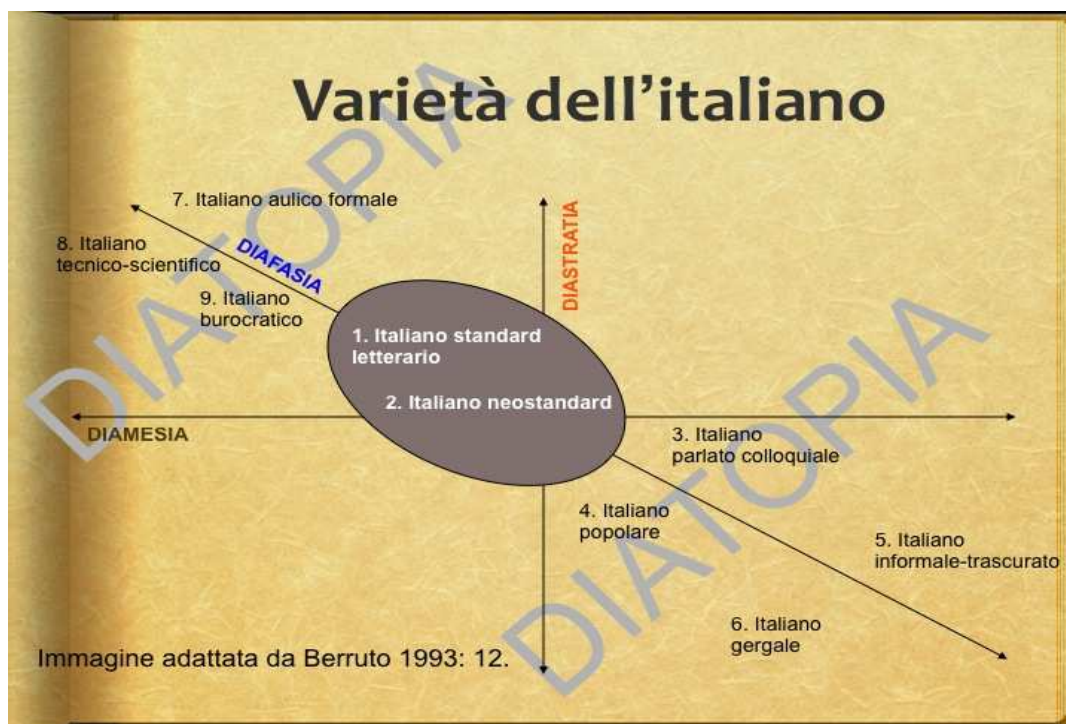 Varietà dell'italiano
DIATOPIA
7. Italiano aulico formale
8. Italiano
tecnico-scientifico
DIAFASIA
9. Italiano
burocratico
DIASTRATIA
1. Italiano standard
letterario
2. Italiano neostandard
DIAMESIA
3. Italiano
parlato colloquiale
4. Italiano
popolare
5. Italiano
informale-trascurato
6. Italiano
gergale
DIATOPIA
Immagine adattata da Berruto 1993: 12.